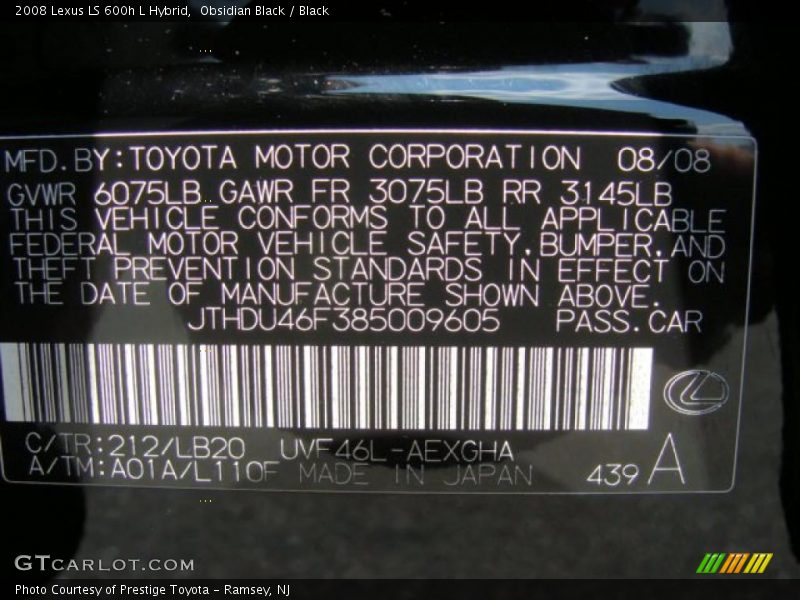 2008 Lexus LS 600h L Hybrid,  Obsidian Black / Black
MFD. BY: TOYOTA MOTOR CORPORATION 08/08
GVWR 6075LB GAWR FR 3075LB RR 3145LB
THIS VEHICLE CONFORMS TO ALL APPLICABLE
FEDERAL MOTOR VEHICLE SAFETY, BUMPER, AND
THEFT PREVENTION STANDARDS IN EFFECT ON
THE DATE OF MANUFACTURE SHOWN ABOVE.
JTHDU46F385009605 PASS. CAR
C/TR: 212/LB20 UVF46L-AEXGHA
A/TM: A01A/L110F MADE IN JAPAN 439 A
GTCARLOT.COM
Photo Courtesy of Prestige Toyota - Ramsey, NJ